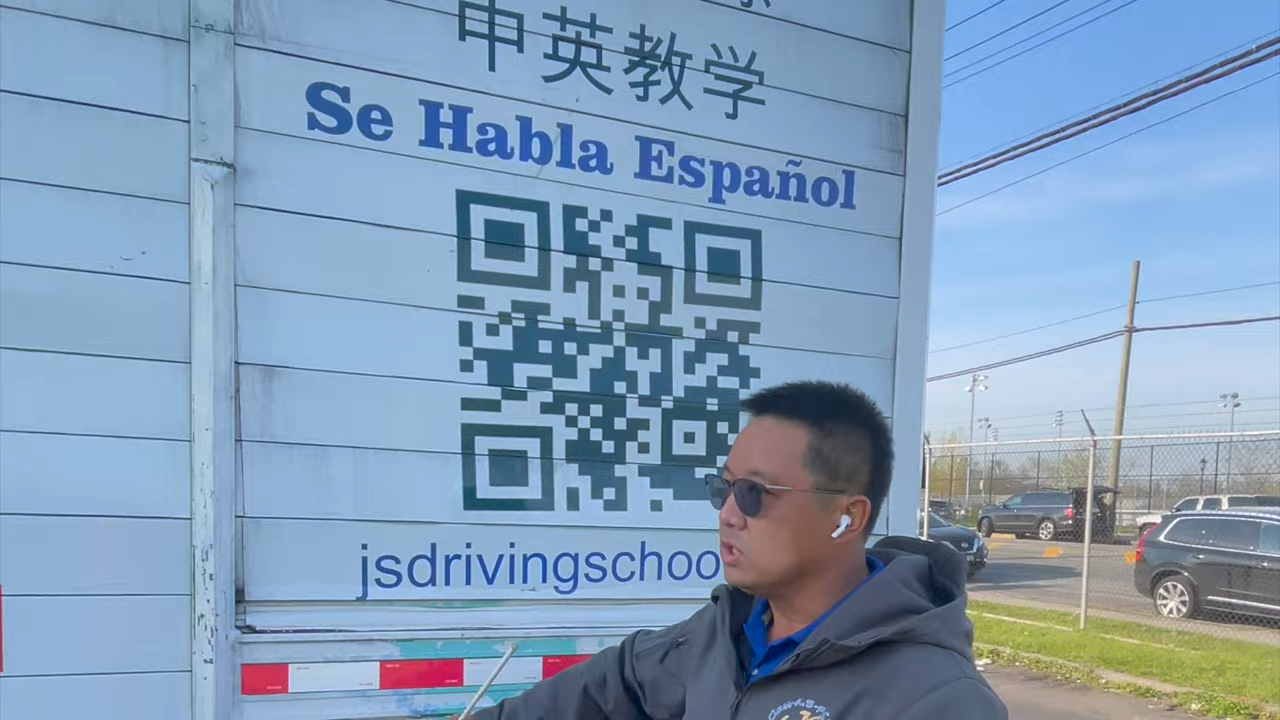 中英教学
Se Habla Español
jsdrivingschoo